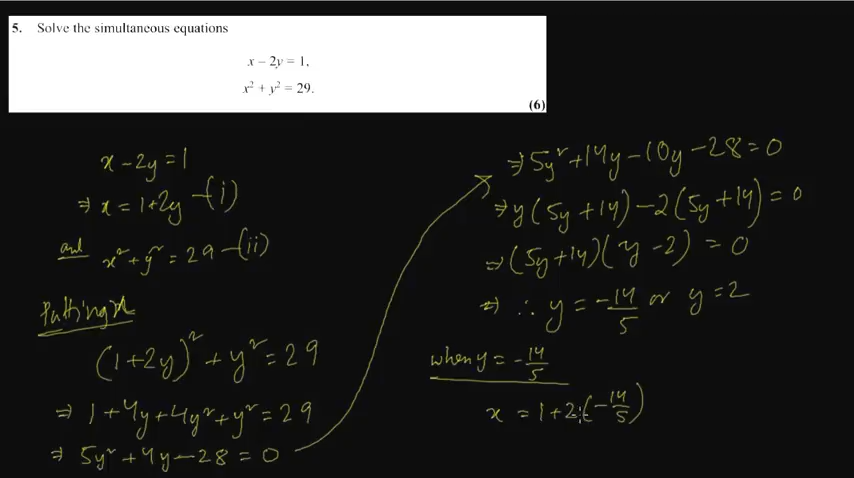 5. Solve the simultaneous equations
x − 2y = 1,
x² + y² = 29.
(6)
x − 2y = 1
⇒ x = 1+2y —(i)
and x² + y² = 29 —(ii)
Putting x
(1+2y)² + y² = 29
⇒ 1 + 4y + 4y² + y² = 29
⇒ 5y² + 4y − 28 = 0
⇒ 5y² + 14y − 10y − 28 = 0
⇒ y(5y + 14) − 2(5y + 14) = 0
⇒ (5y + 14)(y − 2) = 0
⇒ ∴ y = −14/5 or y = 2
when y = −14/5
x = 1 + 2·(−14/5)